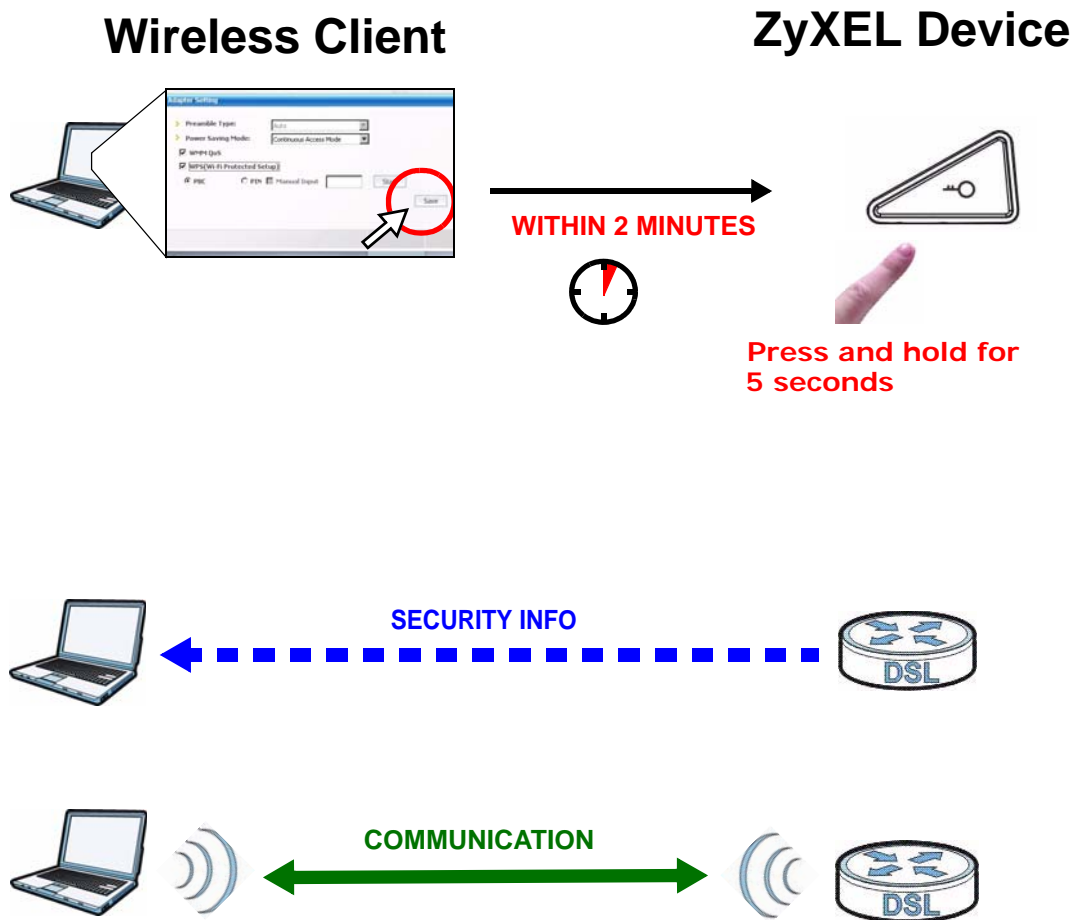 Wireless Client
ZyXEL Device
Adapter Setting
Preamble Type: Auto
Power Saving Mode: Continuous Access Mode
WMM QoS
WPS(Wi-Fi Protected Setup)
PBC PIN Manual Input
Save
WITHIN 2 MINUTES
Press and hold for
5 seconds
SECURITY INFO
DSL
COMMUNICATION
DSL